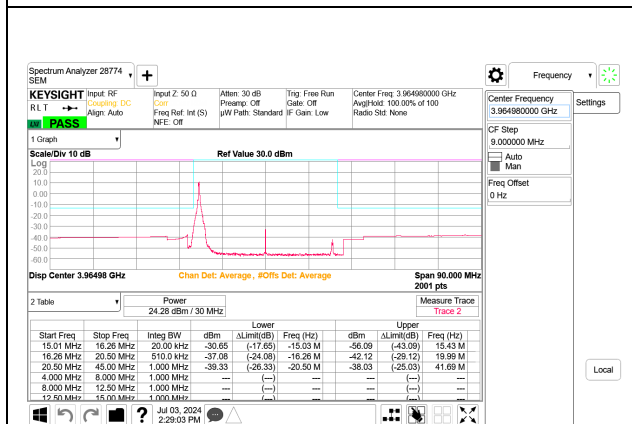 Spectrum Analyzer 28774
SEM
+
Frequency
KEYSIGHT
R L T
LXI
PASS
Input: RF
Coupling: DC
Align: Auto
Input Z: 50 Ω
Corr
Freq Ref: Int (S)
NFE: Off
Atten: 30 dB
Preamp: Off
µW Path: Standard
Trig: Free Run
Gate: Off
IF Gain: Low
Center Freq: 3.964980000 GHz
Avg|Hold: 100.00% of 100
Radio Std: None
Center Frequency
3.964980000 GHz
Settings
CF Step
9.000000 MHz
Auto
Man
Freq Offset
0 Hz
Local
1 Graph
Scale/Div 10 dB
Ref Value 30.0 dBm
Log
20.0
10.0
0.00
-10.0
-20.0
-30.0
-40.0
-50.0
-60.0
Disp Center 3.96498 GHz
Chan Det: Average, #Offs Det: Average
Span 90.000 MHz
2001 pts
2 Table
Power
24.28 dBm / 30 MHz
Measure Trace
Trace 2
Lower Upper
Start Freq Stop Freq Integ BW dBm ΔLimit(dB) Freq (Hz) dBm ΔLimit(dB) Freq (Hz)
15.01 MHz 16.26 MHz 20.00 kHz -30.65 (-17.65) -15.03 M -56.09 (-43.09) 15.43 M
16.26 MHz 20.50 MHz 510.0 kHz -37.08 (-24.08) -16.26 M -42.12 (-29.12) 19.99 M
20.50 MHz 45.00 MHz 1.000 MHz -39.33 (-26.33) -20.50 M -38.03 (-25.03) 41.69 M
4.000 MHz 8.000 MHz 1.000 MHz --- (---) --- (---)
8.000 MHz 12.50 MHz 1.000 MHz --- (---) --- (---)
12.50 MHz 15.00 MHz 1.000 MHz --- (---) --- (---)
?
Jul 03, 2024
2:29:03 PM